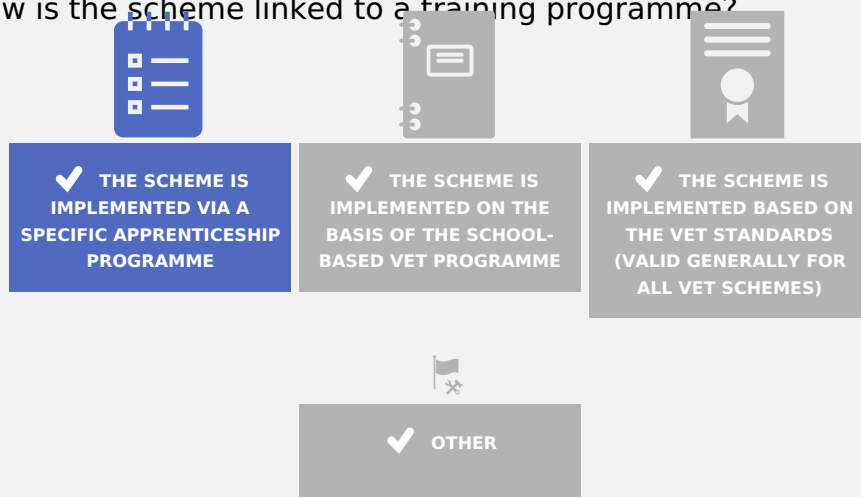 w is the scheme linked to a training programme?
THE SCHEME IS
IMPLEMENTED VIA A
SPECIFIC APPRENTICESHIP
PROGRAMME
THE SCHEME IS
IMPLEMENTED ON THE
BASIS OF THE SCHOOL-
BASED VET PROGRAMME
THE SCHEME IS
IMPLEMENTED BASED ON
THE VET STANDARDS
(VALID GENERALLY FOR
ALL VET SCHEMES)
OTHER